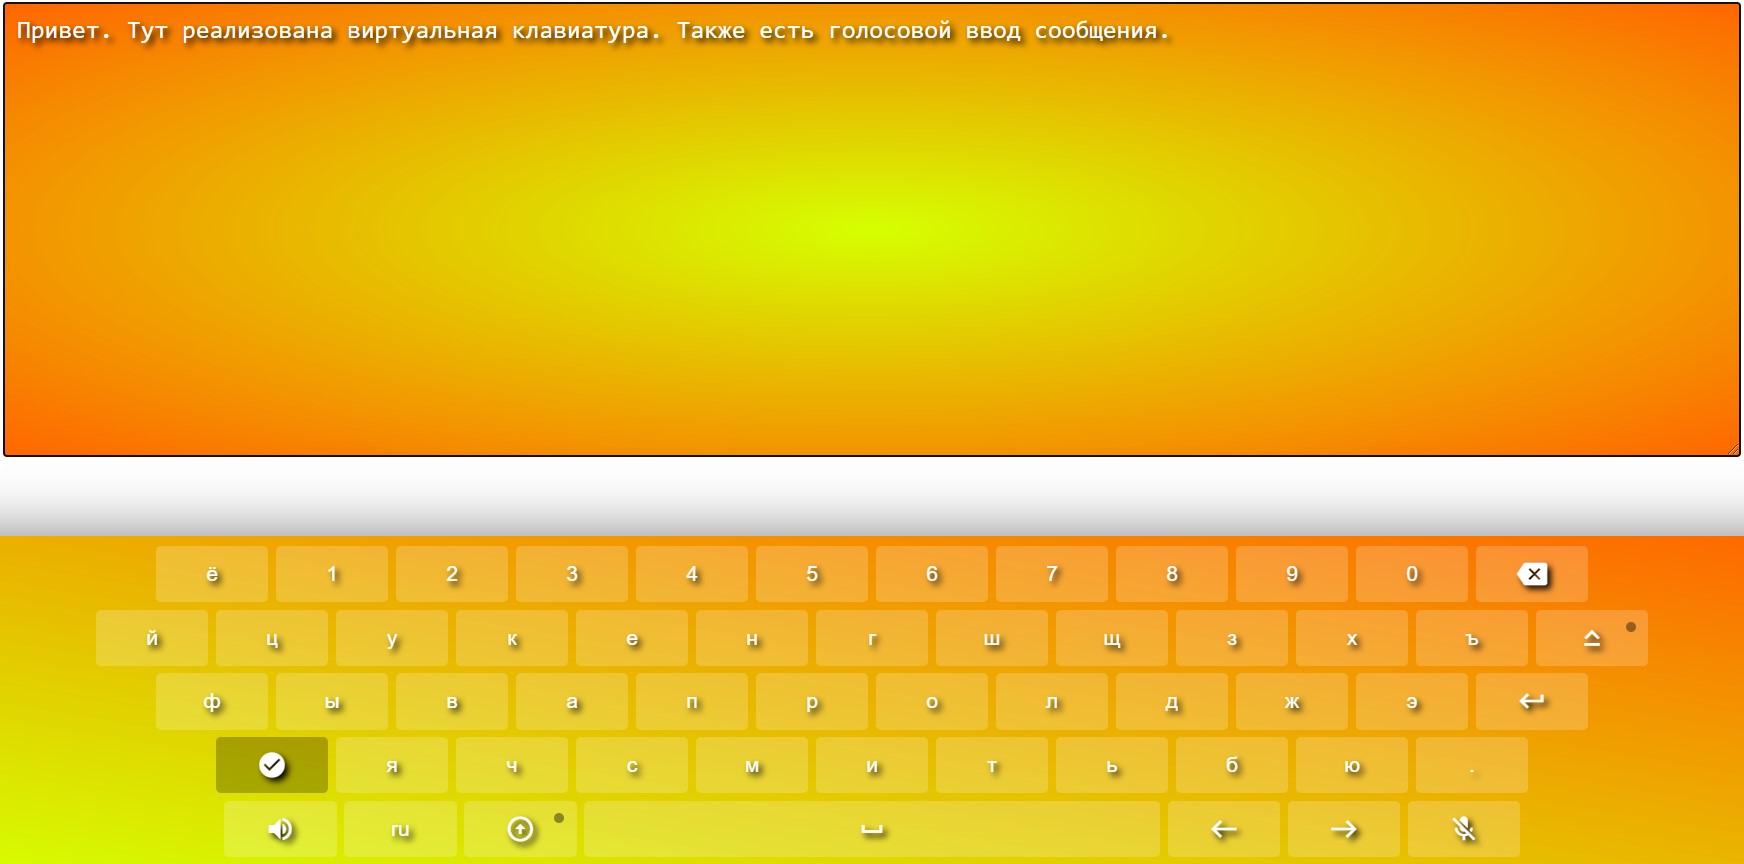 Привет. Тут реализована виртуальная клавиатура. Также есть голосовой ввод сообщения.
ё 1 2 3 4 5 6 7 8 9 0
й ц у к е н г ш щ з х ъ
ф ы в а п р о л д ж э
я ч с м и т ь б ю .
ru